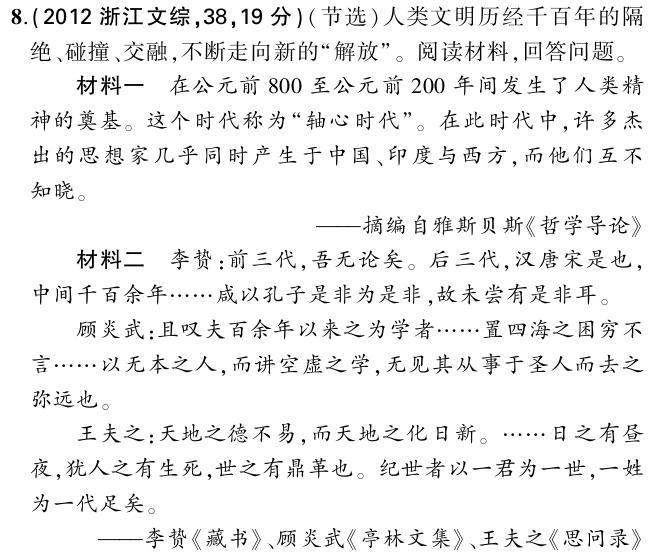 8.(2012 浙江文综,38,19 分)(节选)人类文明历经千百年的隔
绝、碰撞、交融,不断走向新的“解放”。阅读材料,回答问题。
材料一 在公元前 800 至公元前 200 年间发生了人类精
神的奠基。这个时代称为“轴心时代”。在此时代中,许多杰
出的思想家几乎同时产生于中国、印度与西方,而他们互不
知晓。
——摘编自雅斯贝斯《哲学导论》
材料二 李贽:前三代,吾无论矣。后三代,汉唐宋是也,
中间千百余年……咸以孔子是非为是非,故未尝有是非耳。
顾炎武:且叹夫百余年以来之为学者……置四海之困穷不
言……以无本之人,而讲空虚之学,无见其从事于圣人而去之
弥远也。
王夫之:天地之德不易,而天地之化日新。……日之有昼
夜,犹人之有生死,世之有鼎革也。纪世者以一君为一世,一姓
为一代足矣。
——李贽《藏书》、顾炎武《亭林文集》、王夫之《思问录》